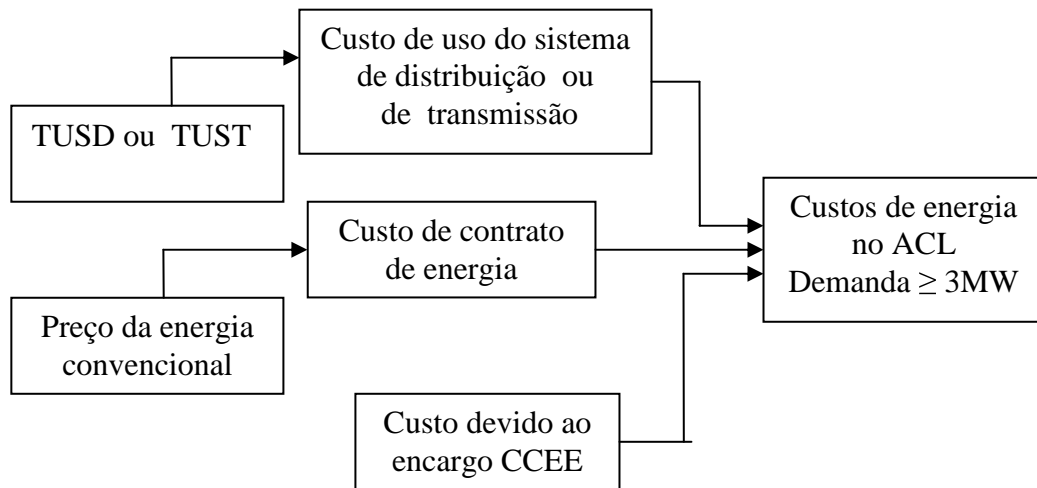 Custo de uso do sistema
de distribuição ou
de transmissão
TUSD ou TUST
Custo de contrato
de energia
Preço da energia
convencional
Custo devido ao
encargo CCEE
Custos de energia
no ACL
Demanda ≥ 3MW